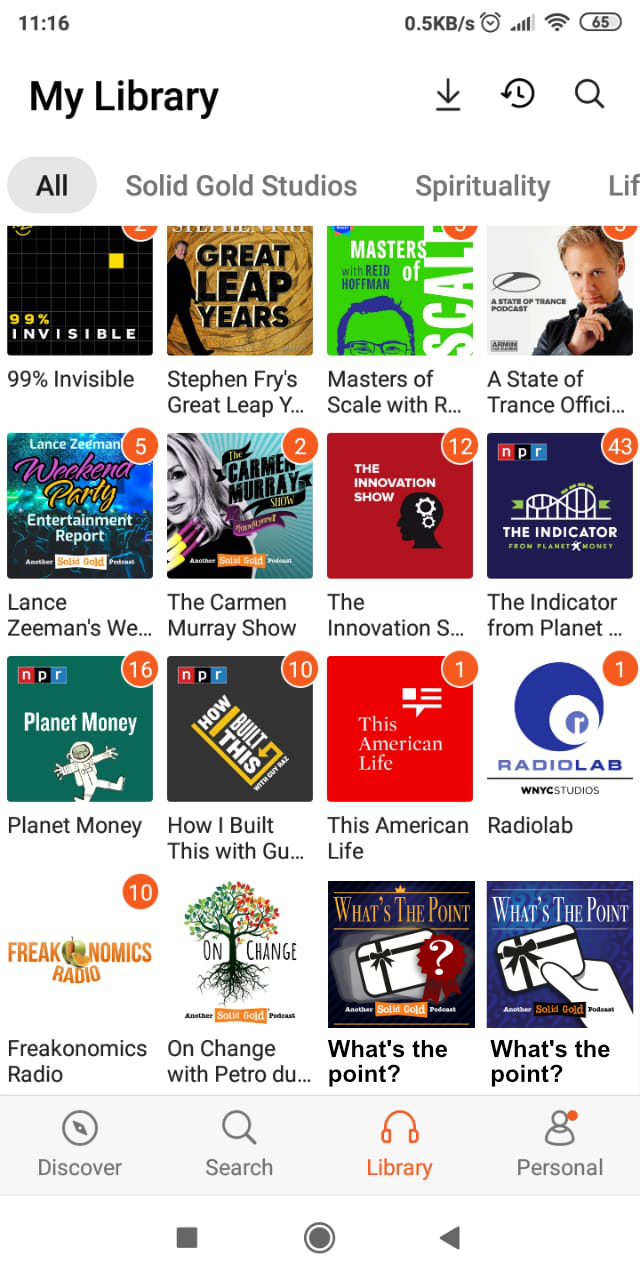 11:16
0.5KB/s
65
My Library
All
Solid Gold Studios
Spirituality
Lif
2
99%
INVISIBLE
STEPHEN FRY
GREAT
LEAP
YEARS
MASTERS
of
with REID
HOFFMAN
SCAL
A STATE OF TRANCE
PODCAST
ARMIN
99% Invisible
Stephen Fry's
Great Leap Y...
Masters of
Scale with R...
A State of
Trance Offici...
5
Lance Zeeman
Weekend
Party
Entertainment
Report
Another Solid Gold Podcast
2
The
CARMEN
MURRAY
SHOW
Another Solid Gold Podcast
12
THE
INNOVATION
SHOW
43
npr
THE INDICATOR
FROM PLANET MONEY
Lance
Zeeman's We...
The Carmen
Murray Show
The
Innovation S...
The Indicator
from Planet ...
16
npr
Planet Money
10
npr
HOW
I BUILT
THIS
WITH GUY RAZ
1
This
American
Life
1
r
RADIOLAB
WNYCSTUDIOS
Planet Money
How I Built
This with Gu...
This American
Life
Radiolab
10
FREAKONOMICS
RADIO
ON CHANGE
Another Solid Gold Podcast
WHAT'S THE POINT
?
Another Solid Gold Podcast
WHAT'S THE POINT
Another Solid Gold Podcast
Freakonomics
Radio
On Change
with Petro du...
What's the
point?
What's the
point?
Discover
Search
Library
Personal